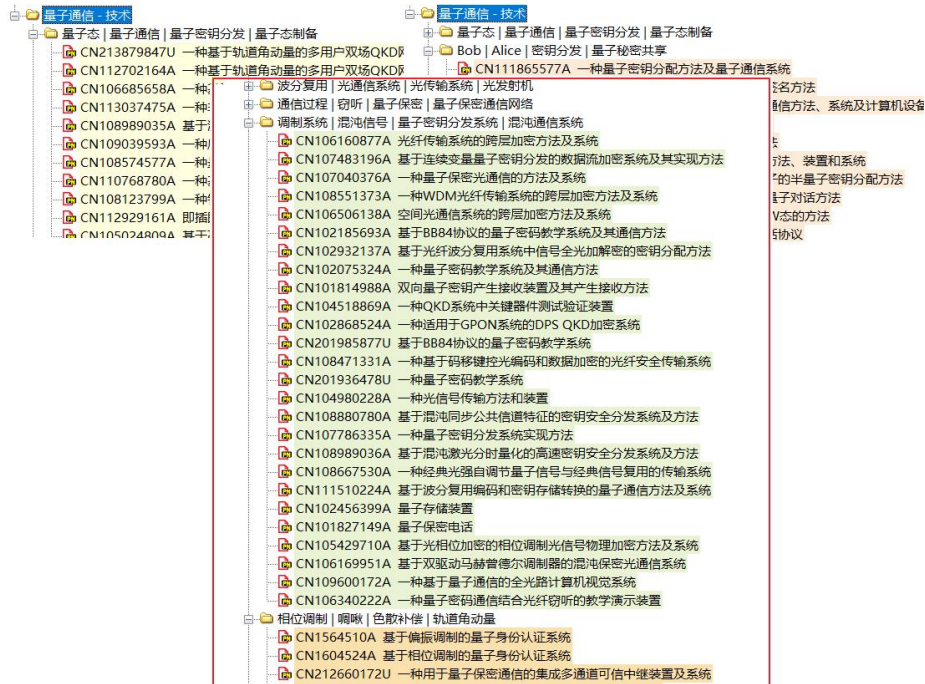 量子通信 - 技术
量子态 | 量子通信 | 量子密钥分发 | 量子态制备
CN213879847U 一种基于轨道角动量的多用户双场QKD网
CN112702164A 一种基于轨道角动量的多用户双场QKD网
CN106685658A 一种
CN113037475A 一种
CN108989035A 基于
CN109039593A 一种
CN108574577A 一种
CN110768780A 一种
CN108123799A 一种
CN112929161A 即插
CN105024809A 基于
量子通信 - 技术
量子态 | 量子通信 | 量子密钥分发 | 量子态制备
Bob | Alice | 密钥分发 | 量子秘密共享
CN111865577A 一种量子密钥分配方法及量子通信系统
签名方法
通信方法、系统及计算机设备
方法、装置和系统
的半量子密钥分配方法
量子对话方法
W态的方法
话协议
波分复用 | 光通信系统 | 光传输系统 | 光发射机
通信过程 | 窃听 | 量子保密 | 量子保密通信网络
调制系统 | 混沌信号 | 量子密钥分发系统 | 混沌通信系统
CN106160877A 光纤传输系统的跨层加密方法及系统
CN107483196A 基于连续变量量子密钥分发的数据流加密系统及其实现方法
CN107040376A 一种量子保密光通信的方法及系统
CN108551373A 一种WDM光纤传输系统的跨层加密方法及系统
CN106506138A 空间光通信系统的跨层加密方法及系统
CN102185693A 基于BB84协议的量子密钥教学系统及其通信方法
CN102932137A 基于光纤波分复用系统中信号全光加解密的密钥分配方法
CN102075324A 一种量子密码教学系统及其通信方法
CN101814988A 双向量子密钥产生接收装置及其产生接收方法
CN104518869A 一种QKD系统中关键器件测试验证装置
CN102868524A 一种适用于GPON系统的DPS QKD加密系统
CN201985877U 基于BB84协议的量子密码教学系统
CN108471331A 一种基于码移键控光编码和数据加密的光纤安全传输系统
CN201936478U 一种量子密码教学系统
CN104980228A 一种光信号传输方法和装置
CN108880780A 基于混沌同步公共信道特征的密钥安全分发系统及方法
CN107786335A 一种量子密钥分发系统实现方法
CN108989036A 基于混沌激光分时量化的高速密钥安全分发系统及方法
CN108667530A 一种经典光强自调节量子信号与经典信号复用的传输系统
CN111510224A 基于波分复用编码和密钥存储转换的量子通信方法及系统
CN102456399A 量子存储装置
CN101827149A 量子保密电话
CN105429710A 基于光相位加密的相位调制光信号物理加密方法及系统
CN106169951A 基于双驱动马赫曾德尔调制器的混沌保密光通信系统
CN109600172A 一种基于量子通信的全光路计算机视觉系统
CN106340222A 一种量子密码通信结合光纤窃听的教学演示装置
相位调制 | 啁啾 | 色散补偿 | 轨道角动量
CN1564510A 基于偏振调制的量子身份认证系统
CN1604524A 基于相位调制的量子身份认证系统
CN212660172U 一种用于量子保密通信的集成多通道可信中继装置及系统